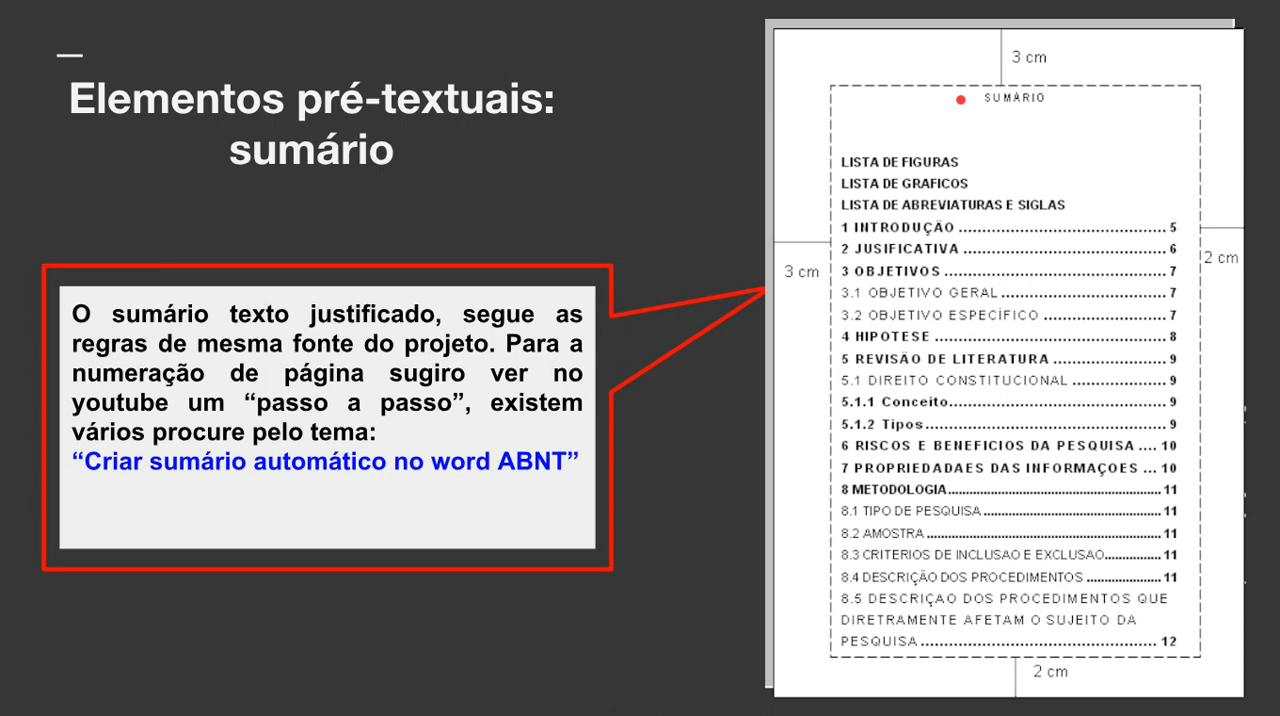 Elementos pré-textuais:
sumário
O sumário texto justificado, segue as
regras de mesma fonte do projeto. Para a
numeração de página sugiro ver no
youtube um “passo a passo”, existem
vários procure pelo tema:
“Criar sumário automático no word ABNT”
3 cm
SUMÁRIO
LISTA DE FIGURAS
LISTA DE GRAFICOS
LISTA DE ABREVIATURAS E SIGLAS
1 INTRODUÇÃO ........................................ 5
2 JUSIFICATIVA ........................................ 6
3 OBJETIVOS ........................................... 7
3.1 OBJETIVO GERAL ................................ 7
3.2 OBJETIVO ESPECÍFICO ........................ 7
4 HIPOTESE ............................................. 8
5 REVISÃO DE LITERATURA ..................... 9
5.1 DIREITO CONSTITUCIONAL ................. 9
5.1.1 Conceito............................................ 9
5.1.2 Tipos................................................. 9
6 RISCOS E BENEFICIOS DA PESQUISA .... 10
7 PROPRIEDADAES DAS INFORMAÇOES ... 10
8 METODOLOGIA...................................... 11
8.1 TIPO DE PESQUISA .............................. 11
8.2 AMOSTRA ............................................ 11
8.3 CRITERIOS DE INCLUSAO E EXCLUSAO............ 11
8.4 DESCRIÇÃO DOS PROCEDIMENTOS ................ 11
8.5 DESCRIÇAO DOS PROCEDIMENTOS QUE
DIRETRAMENTE AFETAM O SUJEITO DA
PESQUISA ................................................ 12
3 cm
2 cm
2 cm